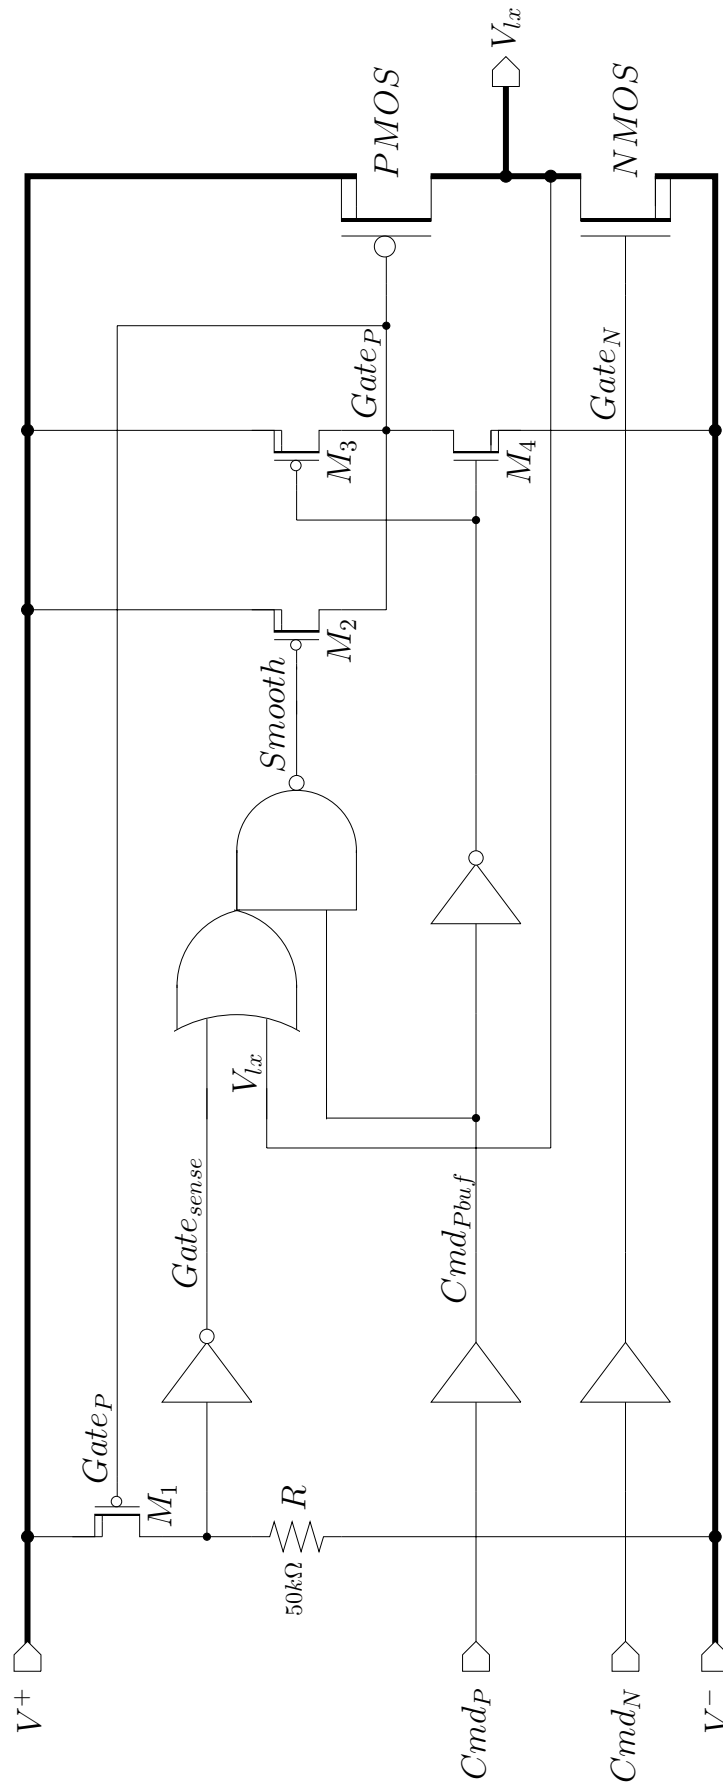 V+
Cmd_P
Cmd_N
V−
50kΩ
R
M_1
Gate_P
Gate_sense
Cmd_Pbuf
V_lx
Smooth
M_2
M_3
M_4
Gate_P
Gate_N
PMOS
NMOS
V_lx